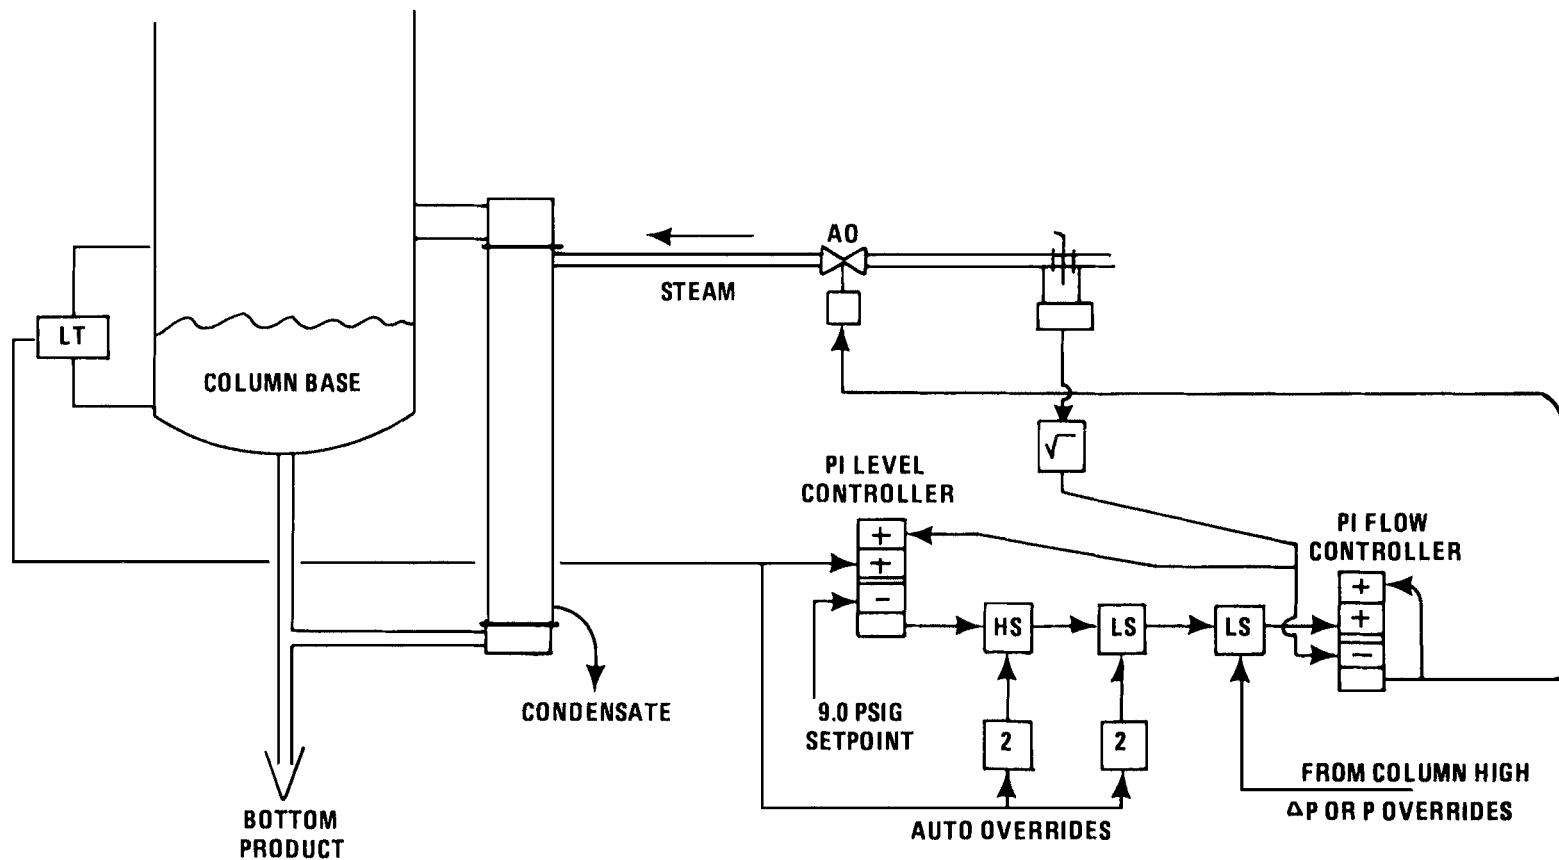 AO
STEAM
LT
COLUMN BASE
√
PI LEVEL
CONTROLLER
PI FLOW
CONTROLLER
+
+
−
+
+
−
HS
LS
LS
9.0 PSIG
SETPOINT
CONDENSATE
2
2
FROM COLUMN HIGH
ΔP OR P OVERRIDES
AUTO OVERRIDES
BOTTOM
PRODUCT